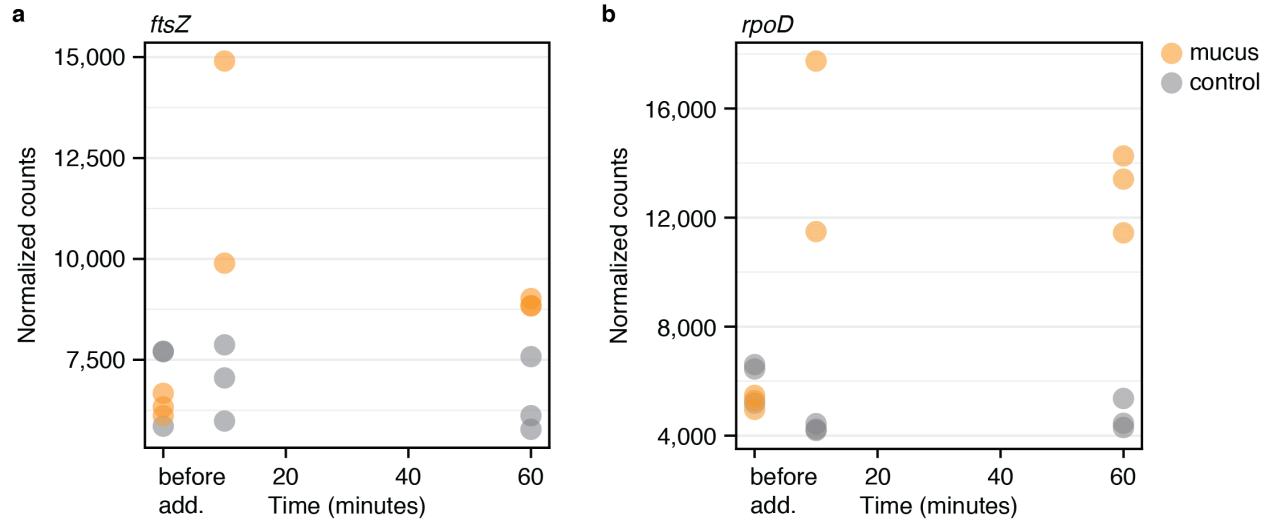 a
ftsZ
Normalized counts
15,000
12,500
10,000
7,500
before add.
20
40
60
Time (minutes)
b
rpoD
Normalized counts
16,000
12,000
8,000
4,000
before add.
20
40
60
Time (minutes)
mucus
control